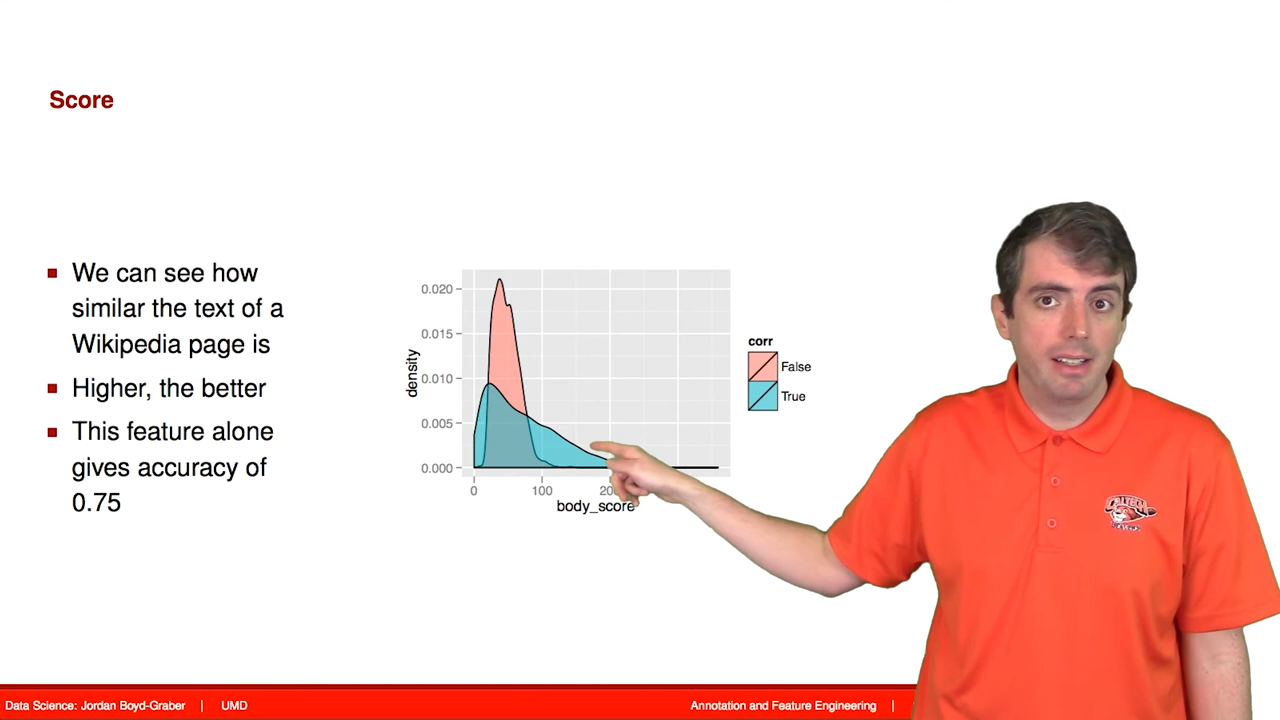 Score
We can see how
similar the text of a
Wikipedia page is
Higher, the better
This feature alone
gives accuracy of
0.75
0.020
0.015
0.010
0.005
0.000
density
0
100
body_score
corr
False
True
Data Science: Jordan Boyd-Graber | UMD
Annotation and Feature Engineering |